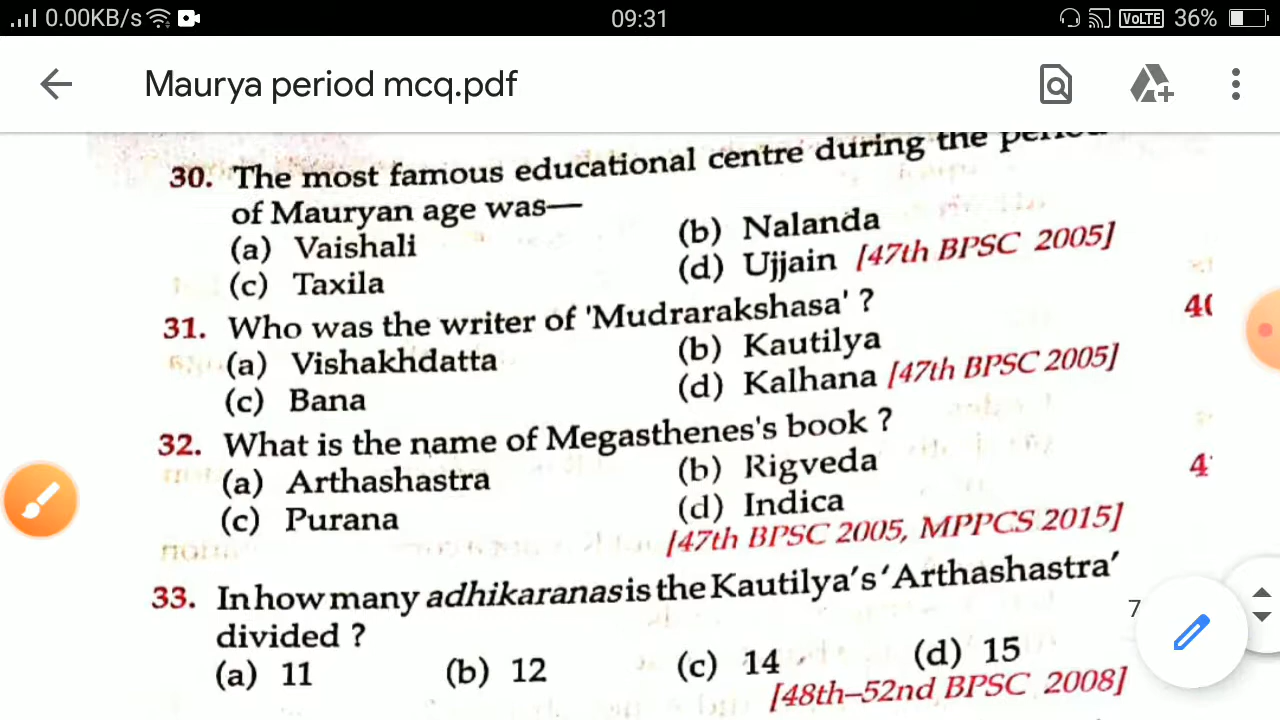 0.00KB/s 09:31 VoLTE 36%
Maurya period mcq.pdf
30. The most famous educational centre during the period
of Mauryan age was—
(a) Vaishali (b) Nalanda
(c) Taxila (d) Ujjain [47th BPSC 2005]
31. Who was the writer of 'Mudrarakshasa' ?
(a) Vishakhdatta (b) Kautilya
(c) Bana (d) Kalhana [47th BPSC 2005]
32. What is the name of Megasthenes's book ?
(a) Arthashastra (b) Rigveda
(c) Purana (d) Indica
[47th BPSC 2005, MPPCS 2015]
33. In how many adhikaranas is the Kautilya's 'Arthashastra'
divided ?
(a) 11 (b) 12 (c) 14 (d) 15
[48th–52nd BPSC 2008]
7